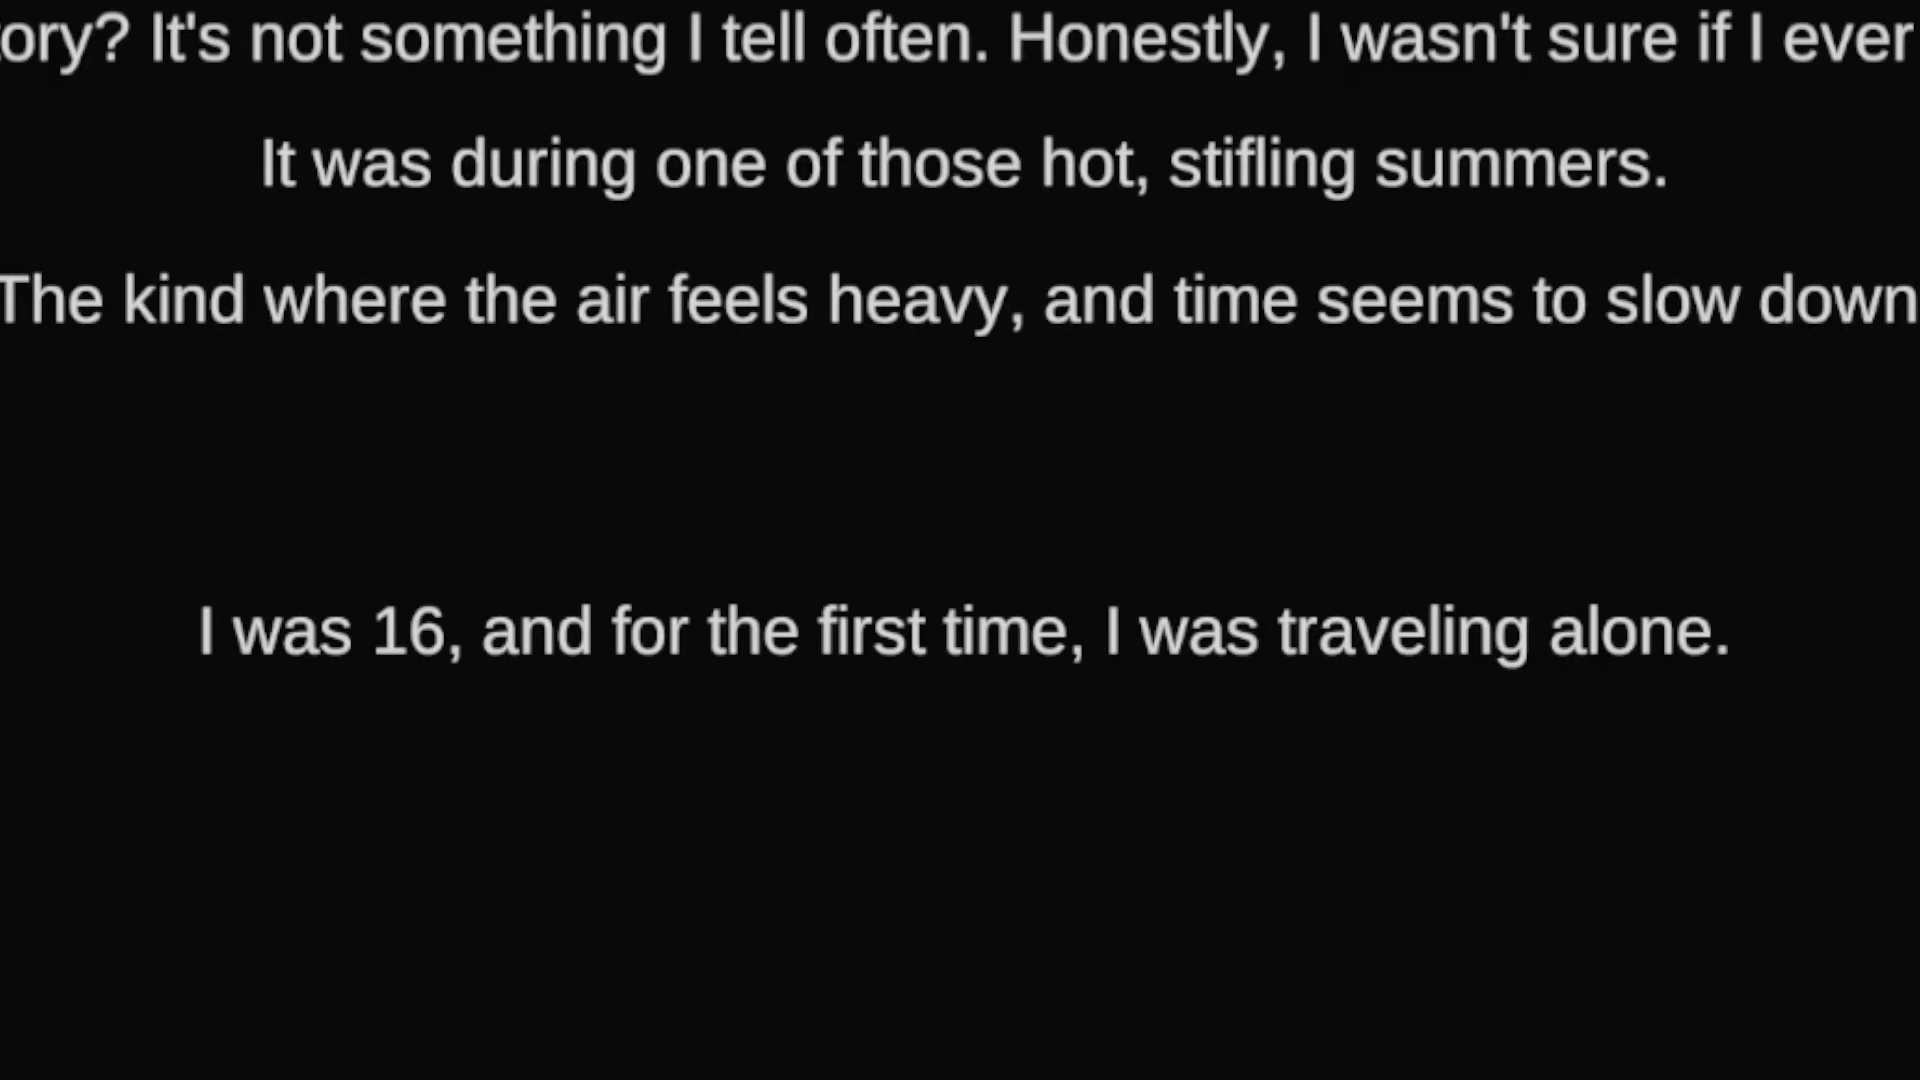 ory? It's not something I tell often. Honestly, I wasn't sure if I ever
It was during one of those hot, stifling summers.
The kind where the air feels heavy, and time seems to slow down
I was 16, and for the first time, I was traveling alone.